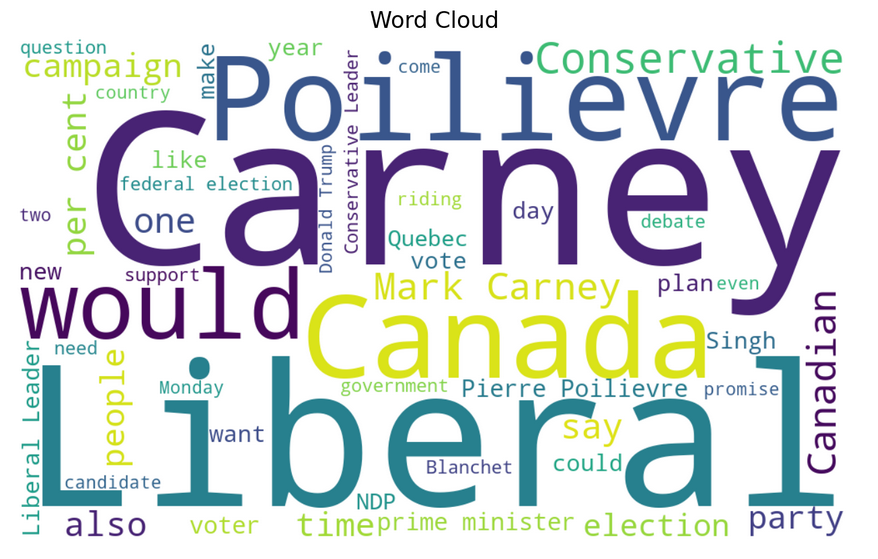 Word Cloud
question
year
Conservative
campaign
make
come
Poilievre
country
per cent
Conservative Leader
Carney
like
Donald Trump
federal election
riding
two
one
day
debate
Quebec
vote
new
support
would
Mark Carney
plan
even
Canada
Canadian
Singh
need
Liberal Leader
people
Monday
government
Pierre Poilievre
promise
Liberal
want
say
Blanchet
could
candidate
NDP
also
voter
time
prime minister
election
party